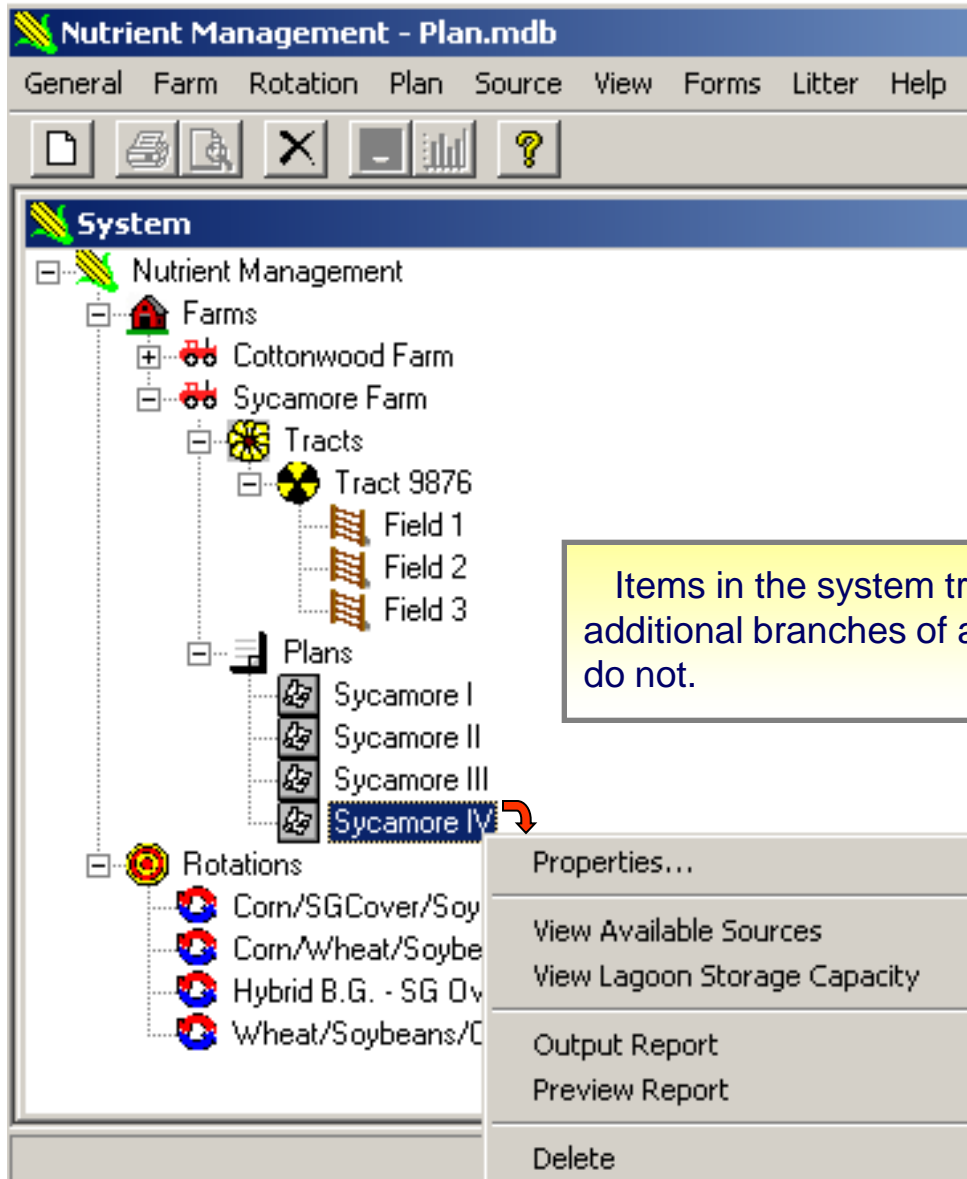 Nutrient Management - Plan.mdb
General Farm Rotation Plan Source View Forms Litter Help
System
Nutrient Management
Farms
Cottonwood Farm
Sycamore Farm
Tracts
Tract 9876
Field 1
Field 2
Field 3
Items in the system
additional branches of
do not.
Plans
Sycamore I
Sycamore II
Sycamore III
Sycamore IV
Properties...
View Available Sources
View Lagoon Storage Capacity
Output Report
Preview Report
Delete
Rotations
Corn/SGCover/Soy
Corn/Wheat/Soybe
Hybrid B.G. - SG
Wheat/Soybeans/